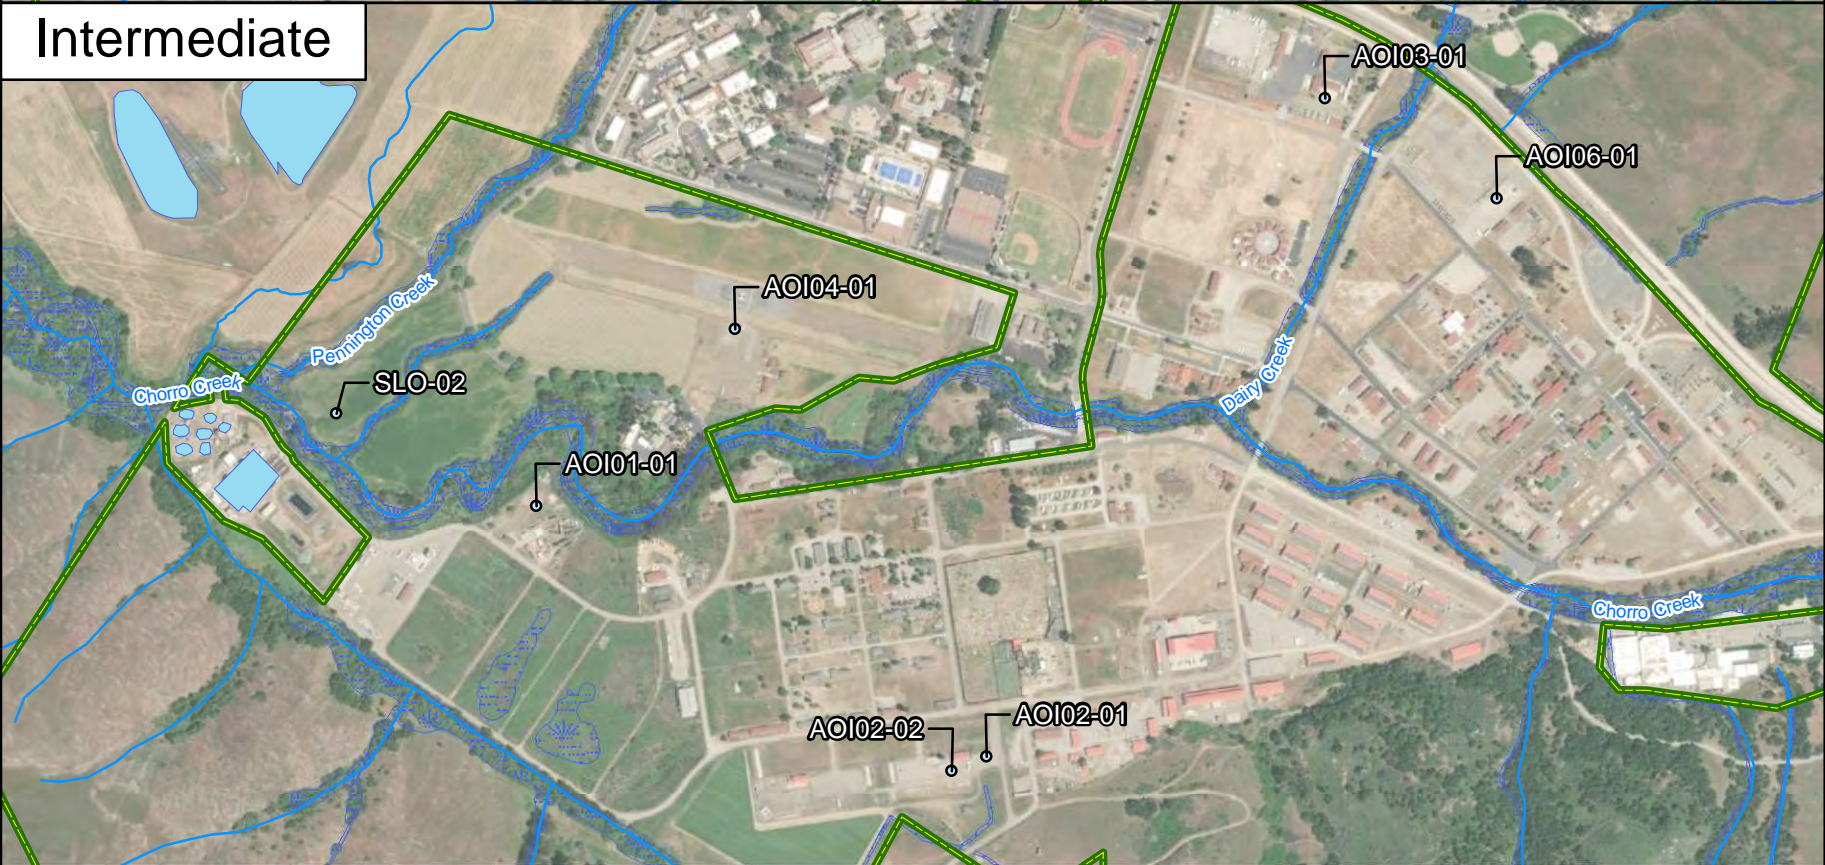 Intermediate
AOI03-01
AOI06-01
AOI04-01
Pennington Creek
SLO-02
Chorro Creek
Dairy Creek
AOI01-01
Chorro Creek
AOI02-01
AOI02-02